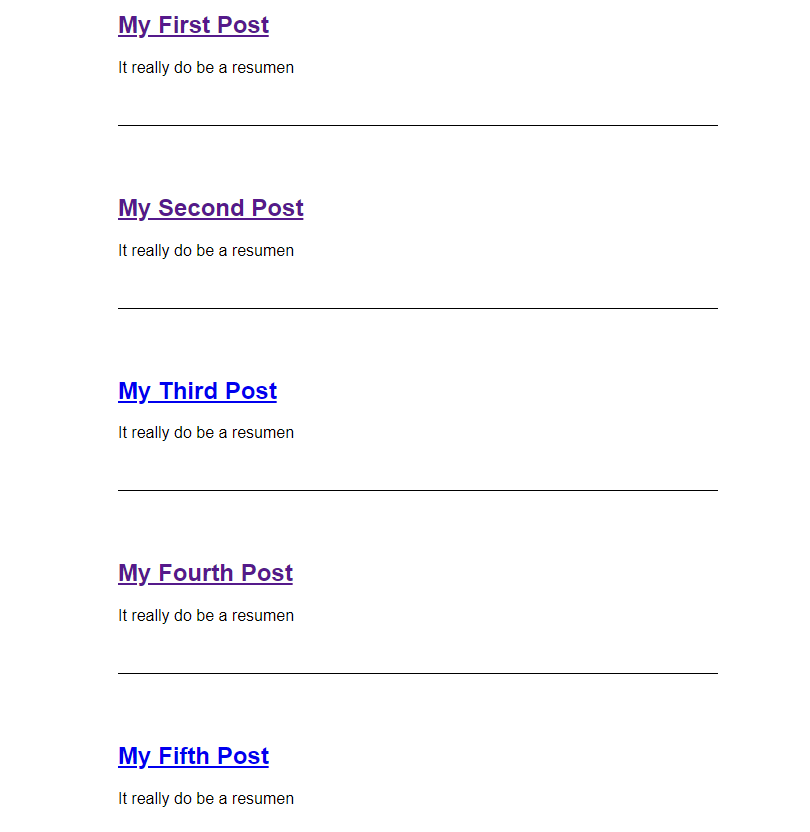 My First Post
It really do be a resumen
My Second Post
It really do be a resumen
My Third Post
It really do be a resumen
My Fourth Post
It really do be a resumen
My Fifth Post
It really do be a resumen